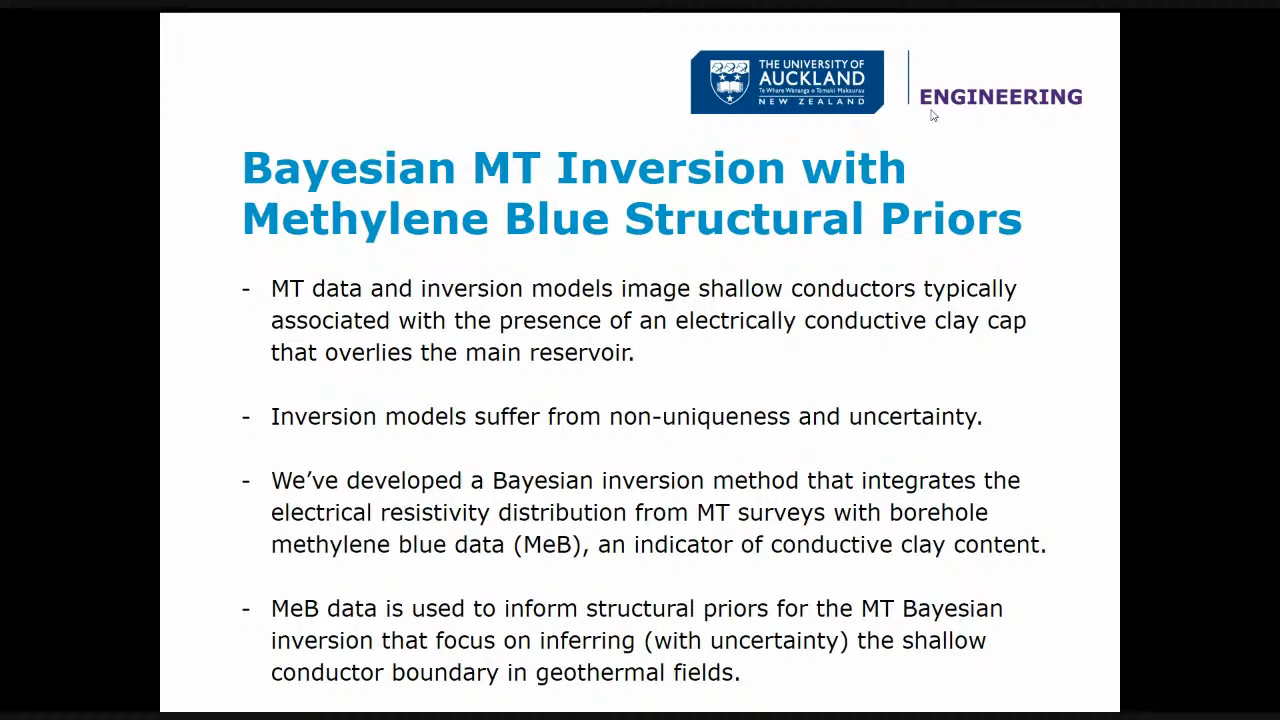 THE UNIVERSITY OF
AUCKLAND
Te Whare Wānanga o Tāmaki Makaurau
NEW ZEALAND
ENGINEERING
Bayesian MT Inversion with
Methylene Blue Structural Priors
- MT data and inversion models image shallow conductors typically
associated with the presence of an electrically conductive clay cap
that overlies the main reservoir.
- Inversion models suffer from non-uniqueness and uncertainty.
- We’ve developed a Bayesian inversion method that integrates the
electrical resistivity distribution from MT surveys with borehole
methylene blue data (MeB), an indicator of conductive clay content.
- MeB data is used to inform structural priors for the MT Bayesian
inversion that focus on inferring (with uncertainty) the shallow
conductor boundary in geothermal fields.